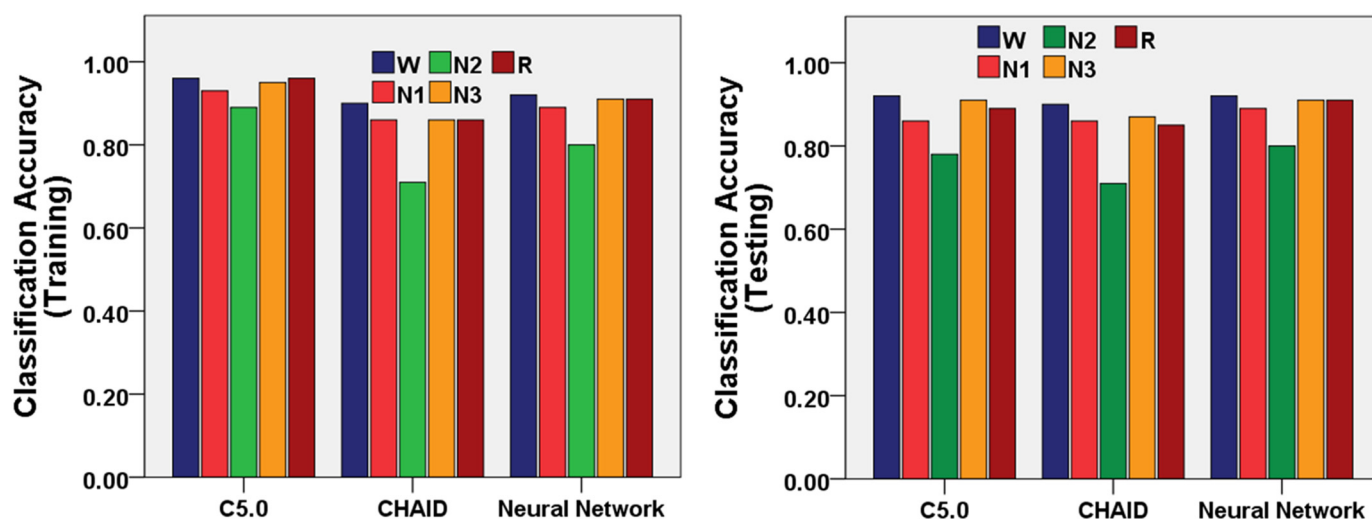 Classification Accuracy
(Training)
1.00
0.80
0.60
0.40
0.20
0.00
W N2 R
N1 N3
C5.0 CHAID Neural Network
Classification Accuracy
(Testing)
1.00
0.80
0.60
0.40
0.20
0.00
W N2 R
N1 N3
C5.0 CHAID Neural Network